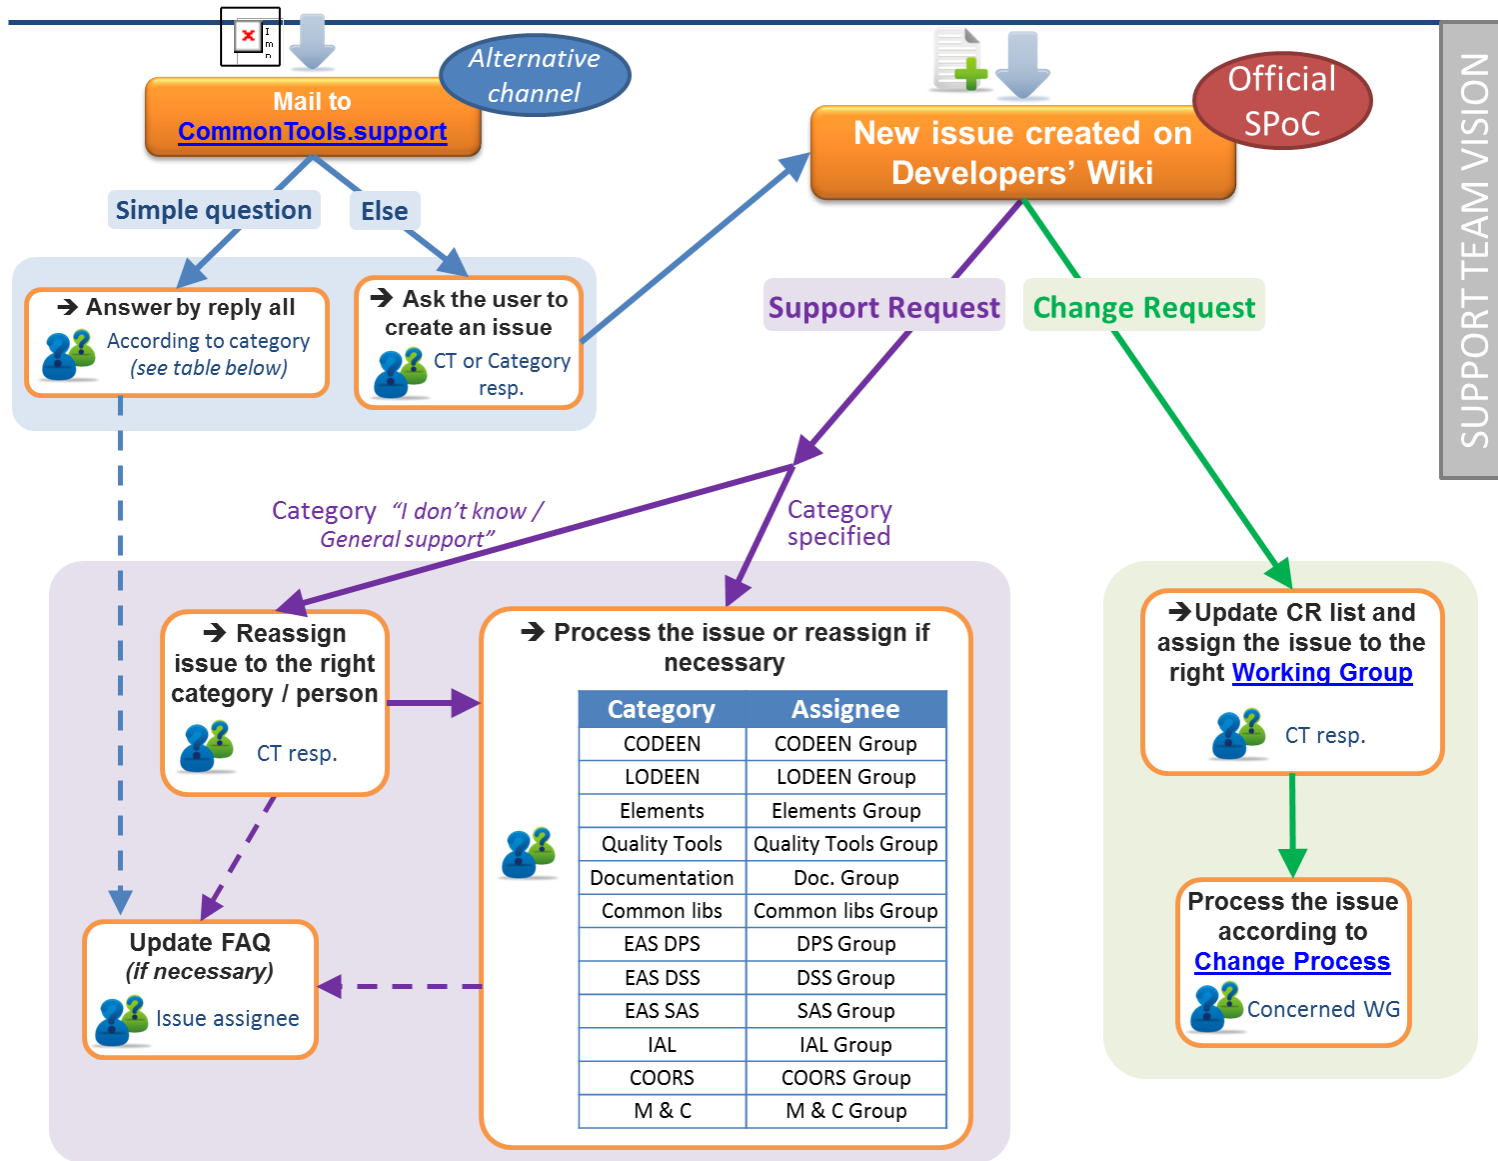 I
m
n
Alternative
channel
Mail to
CommonTools.support
Official
SPoC
New issue created on
Developers’ Wiki
SUPPORT TEAM VISION
Simple question
Else
➔ Answer by reply all
According to category
(see table below)
➔ Ask the user to
create an issue
CT or Category
resp.
Support Request
Change Request
Category “I don’t know /
General support”
Category
specified
➔ Reassign
issue to the right
category / person
CT resp.
➔ Process the issue or reassign if
necessary
Category Assignee
CODEEN CODEEN Group
LODEEN LODEEN Group
Elements Elements Group
Quality Tools Quality Tools Group
Documentation Doc. Group
Common libs Common libs Group
EAS DPS DPS Group
EAS DSS DSS Group
EAS SAS SAS Group
IAL IAL Group
COORS COORS Group
M & C M & C Group
Update FAQ
(if necessary)
Issue assignee
➔Update CR list and
assign the issue to the
right Working Group
CT resp.
Process the issue
according to
Change Process
Concerned WG